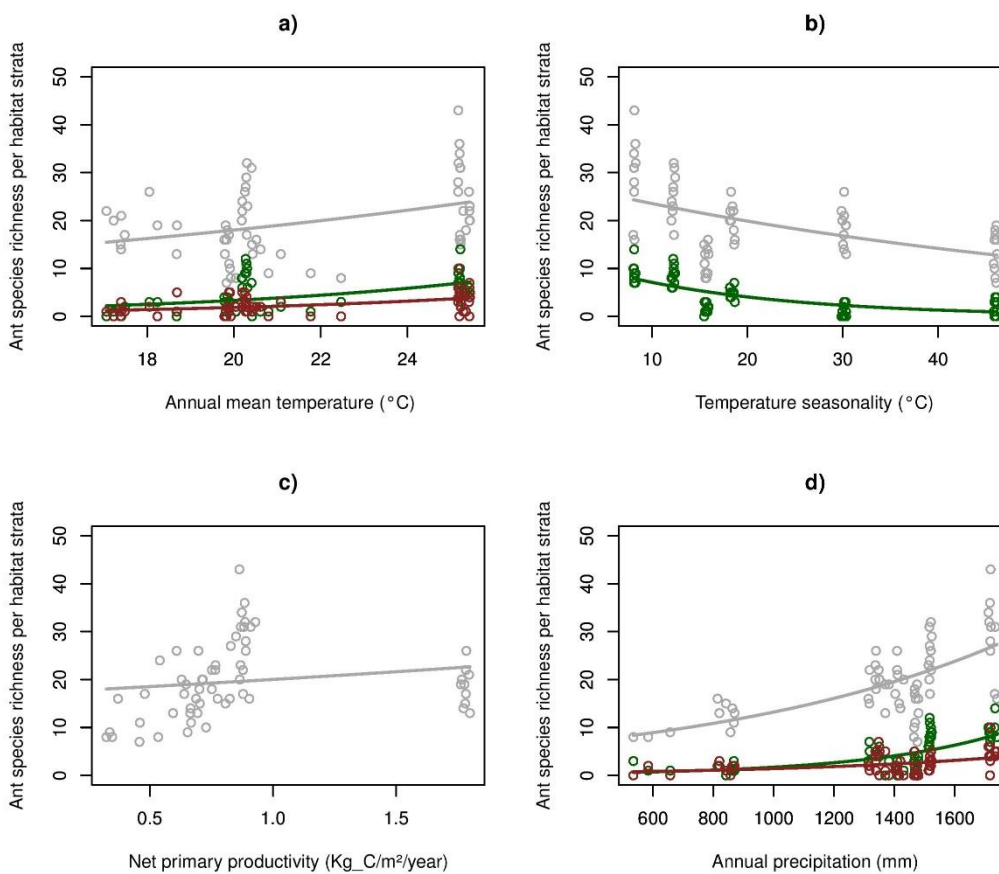 a)
Ant species richness per habitat strata
50
40
30
20
10
0
18 20 22 24
Annual mean temperature (°C)
b)
Ant species richness per habitat strata
50
40
30
20
10
0
10 20 30 40
Temperature seasonality (°C)
c)
Ant species richness per habitat strata
50
40
30
20
10
0
0.5 1.0 1.5
Net primary productivity (Kg_C/m²/year)
d)
Ant species richness per habitat strata
50
40
30
20
10
0
600 800 1000 1200 1400 1600
Annual precipitation (mm)